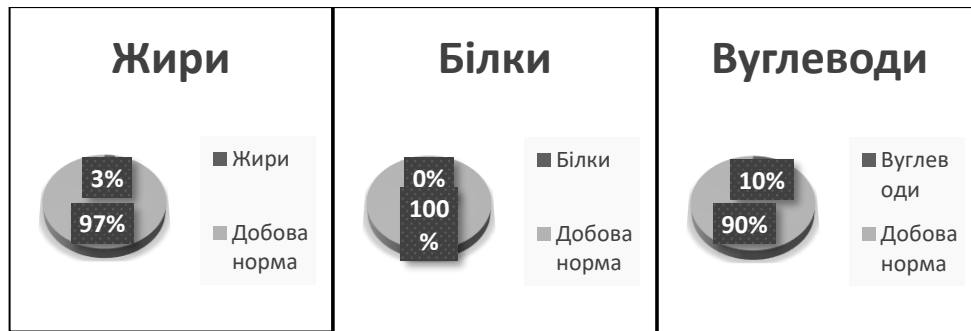 Жири
3%
97%
Жири
Добова
норма
Білки
0%
100
%
Білки
Добова
норма
Вуглеводи
10%
90%
Вуглев
оди
Добова
норма